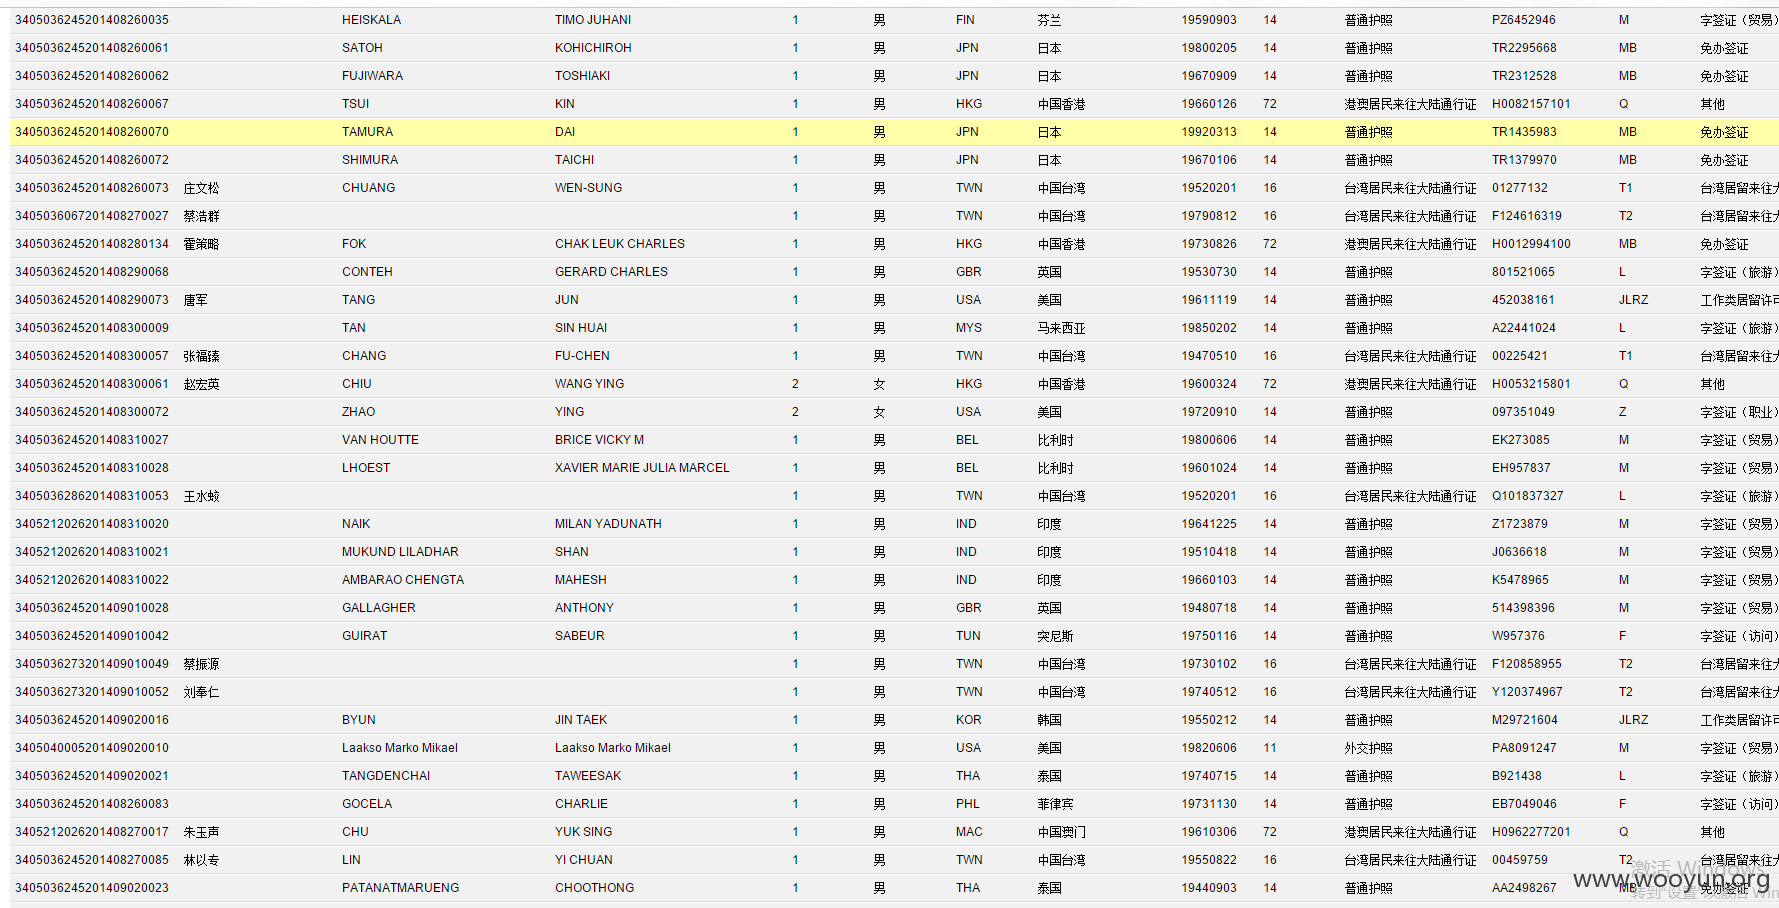 3405036245201408260035 HEISKALA TIMO JUHANI 1 男 FIN 芬兰 19590903 14 普通护照 PZ6452946 M 字签证（贸易）
3405036245201408260061 SATOH KOHICHIROH 1 男 JPN 日本 19800205 14 普通护照 TR2295668 MB 免办签证
3405036245201408260062 FUJIWARA TOSHIAKI 1 男 JPN 日本 19670909 14 普通护照 TR2312528 MB 免办签证
3405036245201408260067 TSUI KIN 1 男 HKG 中国香港 19660126 72 港澳居民来往大陆通行证 H0082157101 Q 其他
3405036245201408260070 TAMURA DAI 1 男 JPN 日本 19920313 14 普通护照 TR1435983 MB 免办签证
3405036245201408260072 SHIMURA TAICHI 1 男 JPN 日本 19670106 14 普通护照 TR1379970 MB 免办签证
3405036245201408260073 庄文松 CHUANG WEN-SUNG 1 男 TWN 中国台湾 19520201 16 台湾居民来往大陆通行证 01277132 T1 台湾居留来往大
3405036067201408270027 蔡洁群 1 男 TWN 中国台湾 19790812 16 台湾居民来往大陆通行证 F124616319 T2 台湾居留来往大
3405036245201408280134 霍策略 FOK CHAK LEUK CHARLES 1 男 HKG 中国香港 19730826 72 港澳居民来往大陆通行证 H0012994100 MB 免办签证
3405036245201408290068 CONTEH GERARD CHARLES 1 男 GBR 英国 19530730 14 普通护照 801521065 L 字签证（旅游）
3405036245201408290073 唐军 TANG JUN 1 男 USA 美国 19611119 14 普通护照 452038161 JLRZ 工作类居留许可
3405036245201408300009 TAN SIN HUAI 1 男 MYS 马来西亚 19850202 14 普通护照 A22441024 L 字签证（旅游）
3405036245201408300057 张福臻 CHANG FU-CHEN 1 男 TWN 中国台湾 19470510 16 台湾居民来往大陆通行证 00225421 T1 台湾居留来往大
3405036245201408300061 赵宏英 CHIU WANG YING 2 女 HKG 中国香港 19600324 72 港澳居民来往大陆通行证 H0053215801 Q 其他
3405036245201408300072 ZHAO YING 2 女 USA 美国 19720910 14 普通护照 097351049 Z 字签证（职业）
3405036245201408310027 VAN HOUTTE BRICE VICKY M 1 男 BEL 比利时 19800606 14 普通护照 EK273085 M 字签证（贸易）
3405036245201408310028 LHOEST XAVIER MARIE JULIA MARCEL 1 男 BEL 比利时 19601024 14 普通护照 EH957837 M 字签证（贸易）
3405036286201408310053 王水蛟 1 男 TWN 中国台湾 19520201 16 台湾居民来往大陆通行证 Q101837327 L 字签证（旅游）
3405212026201408310020 NAIK MILAN YADUNATH 1 男 IND 印度 19641225 14 普通护照 Z1723879 M 字签证（贸易）
3405212026201408310021 MUKUND LILADHAR SHAN 1 男 IND 印度 19510418 14 普通护照 J0636618 M 字签证（贸易）
3405212026201408310022 AMBARAO CHENGTA MAHESH 1 男 IND 印度 19660103 14 普通护照 K5478965 M 字签证（贸易）
3405036245201409010028 GALLAGHER ANTHONY 1 男 GBR 英国 19480718 14 普通护照 514398396 M 字签证（贸易）
3405036245201409010042 GUIRAT SABEUR 1 男 TUN 突尼斯 19750116 14 普通护照 W957376 F 字签证（访问）
3405036273201409010049 蔡振源 1 男 TWN 中国台湾 19730102 16 台湾居民来往大陆通行证 F120858955 T2 台湾居留来往大
3405036273201409010052 刘奉仁 1 男 TWN 中国台湾 19740512 16 台湾居民来往大陆通行证 Y120374967 T2 台湾居留来往大
3405036245201409020016 BYUN JIN TAEK 1 男 KOR 韩国 19550212 14 普通护照 M29721604 JLRZ 工作类居留许可
3405040005201409020010 Laakso Marko Mikael Laakso Marko Mikael 1 男 USA 美国 19820606 11 外交护照 PA8091247 M 字签证（贸易）
3405036245201409020021 TANGDENCHAI TAWEESAK 1 男 THA 泰国 19740715 14 普通护照 B921438 L 字签证（旅游）
3405036245201408260083 GOCELA CHARLIE 1 男 PHL 菲律宾 19731130 14 普通护照 EB7049046 F 字签证（访问）
3405212026201408270017 朱玉声 CHU YUK SING 1 男 MAC 中国澳门 19610306 72 港澳居民来往大陆通行证 H0962277201 Q 其他
3405036245201408270085 林以专 LIN YI CHUAN 1 男 TWN 中国台湾 19550822 16 台湾居民来往大陆通行证 00459759 T2 台湾居留来往大
激活 Windows
3405036245201409020023 PATANATMARUENG CHOOTHONG 1 男 THA 泰国 19440903 14 普通护照 AA2498267 MB 免办签证
www.wooyun.org
转到"设置"以激活 Win